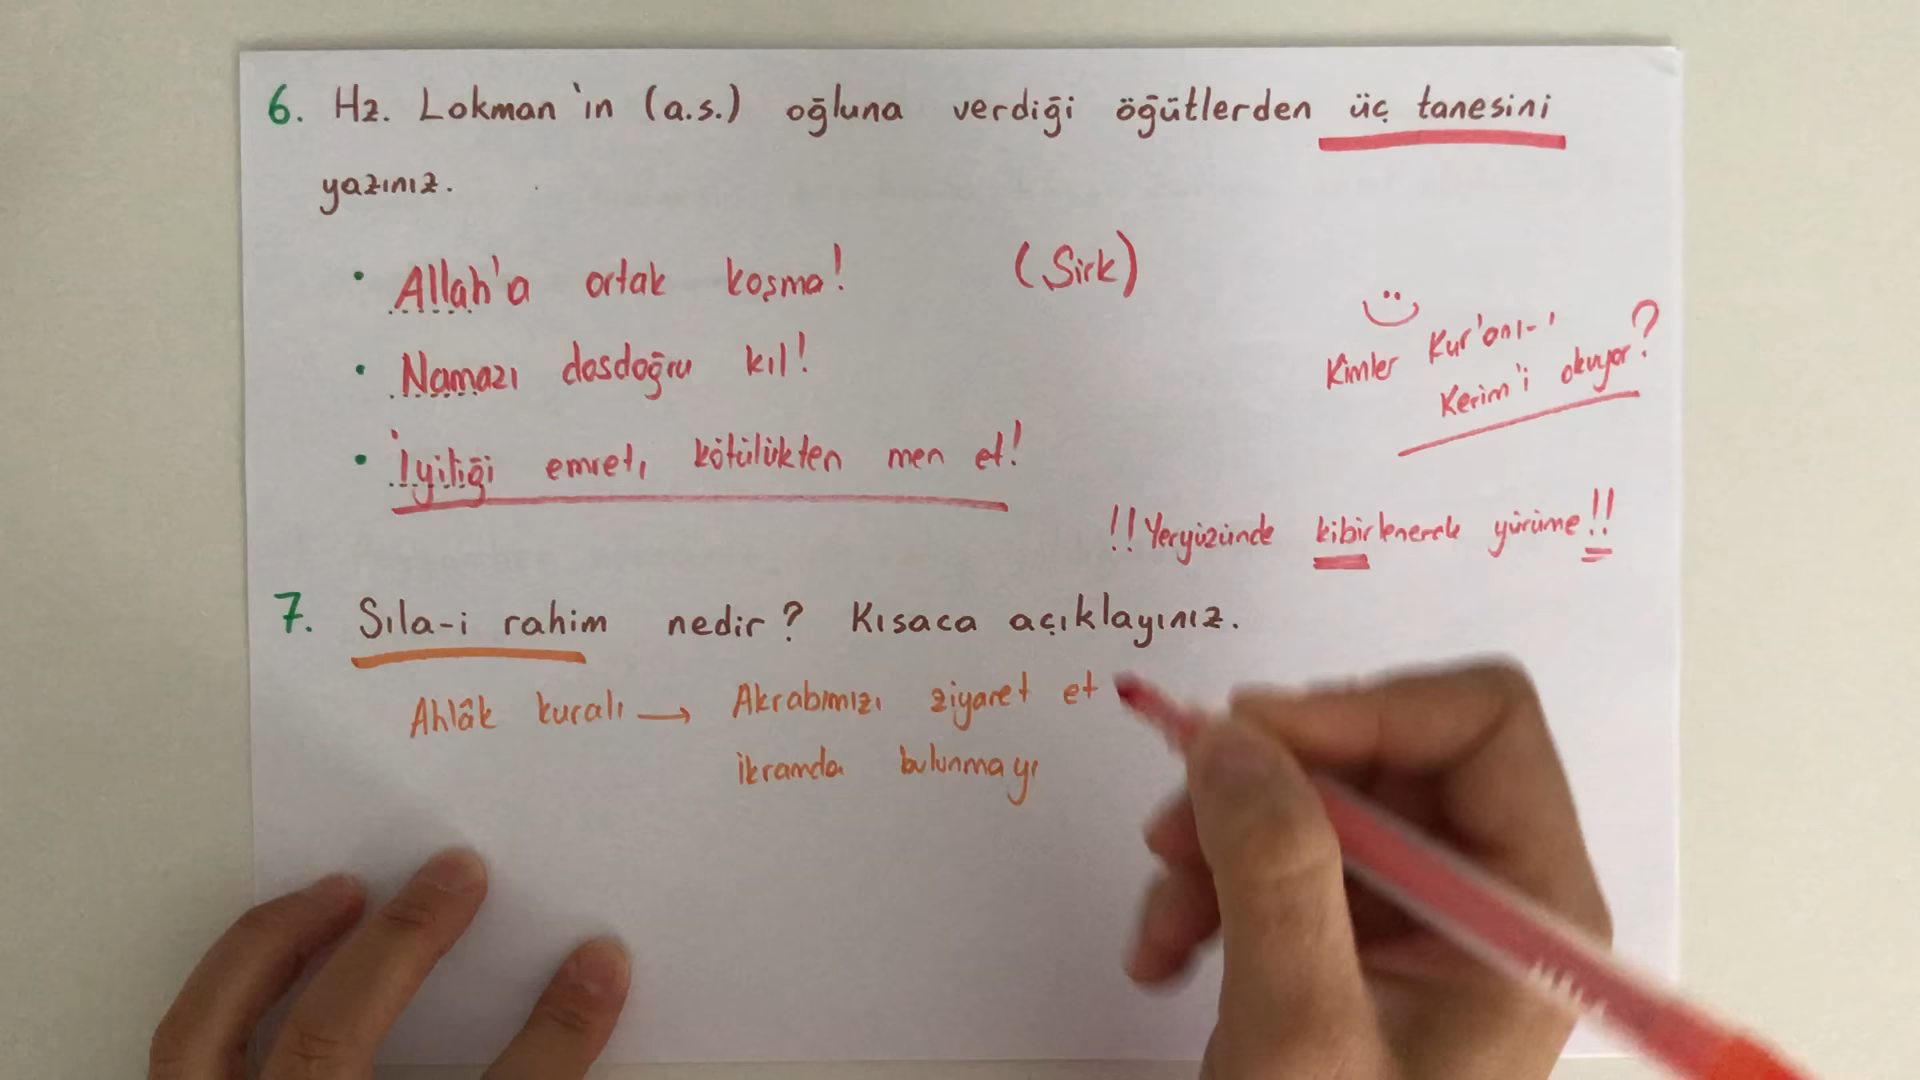 6. Hz. Lokman'ın (a.s.) oğluna verdiği öğütlerden üç tanesini
yazınız.
• Allah'a ortak koşma! (Şirk)
• Namazı dosdoğru kıl!
• İyiliği emret, kötülükten men et!
Kimler Kur'anı-
Kerim'i okuyor?
!! Yeryüzünde kibirlenerek yürüme !!
7. Sıla-i rahim nedir? Kısaca açıklayınız.
Ahlâk kuralı → Akrabımızı ziyaret et
ikramda bulunmayı